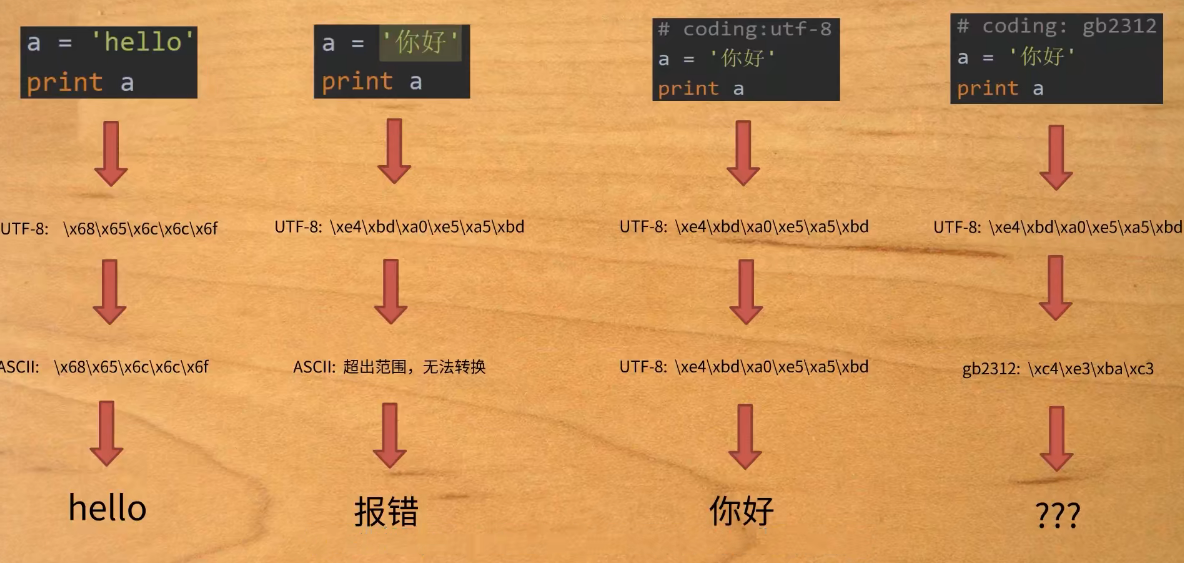 a = 'hello'
print a
UTF-8: \x68\x65\x6c\x6c\x6f
ASCII: \x68\x65\x6c\x6c\x6f
hello
a = '你好'
print a
UTF-8: \xe4\xbd\xa0\xe5\xa5\xbd
ASCII: 超出范围，无法转换
报错
# coding:utf-8
a = '你好'
print a
UTF-8: \xe4\xbd\xa0\xe5\xa5\xbd
UTF-8: \xe4\xbd\xa0\xe5\xa5\xbd
你好
# coding: gb2312
a = '你好'
print a
UTF-8: \xe4\xbd\xa0\xe5\xa5\xbd
gb2312: \xc4\xe3\xba\xc3
???